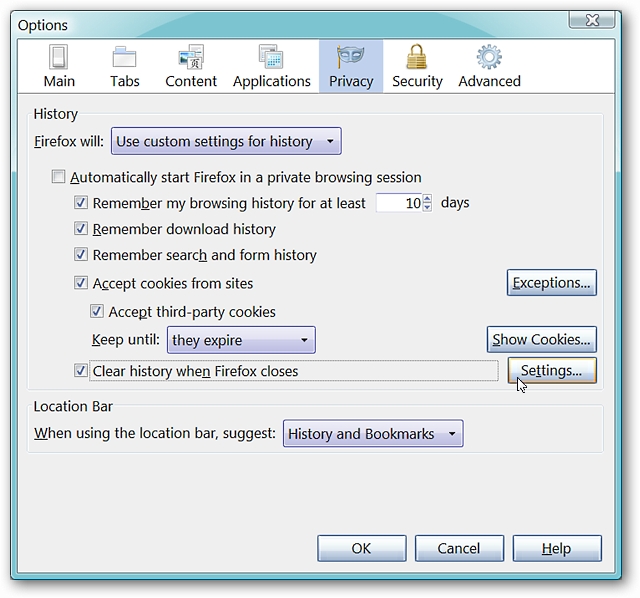 Options
Main Tabs Content Applications Privacy Security Advanced
History
Firefox will: Use custom settings for history
Automatically start Firefox in a private browsing session
Remember my browsing history for at least 10 days
Remember download history
Remember search and form history
Accept cookies from sites Exceptions...
Accept third-party cookies
Keep until: they expire Show Cookies...
Clear history when Firefox closes Settings...
Location Bar
When using the location bar, suggest: History and Bookmarks
OK Cancel Help